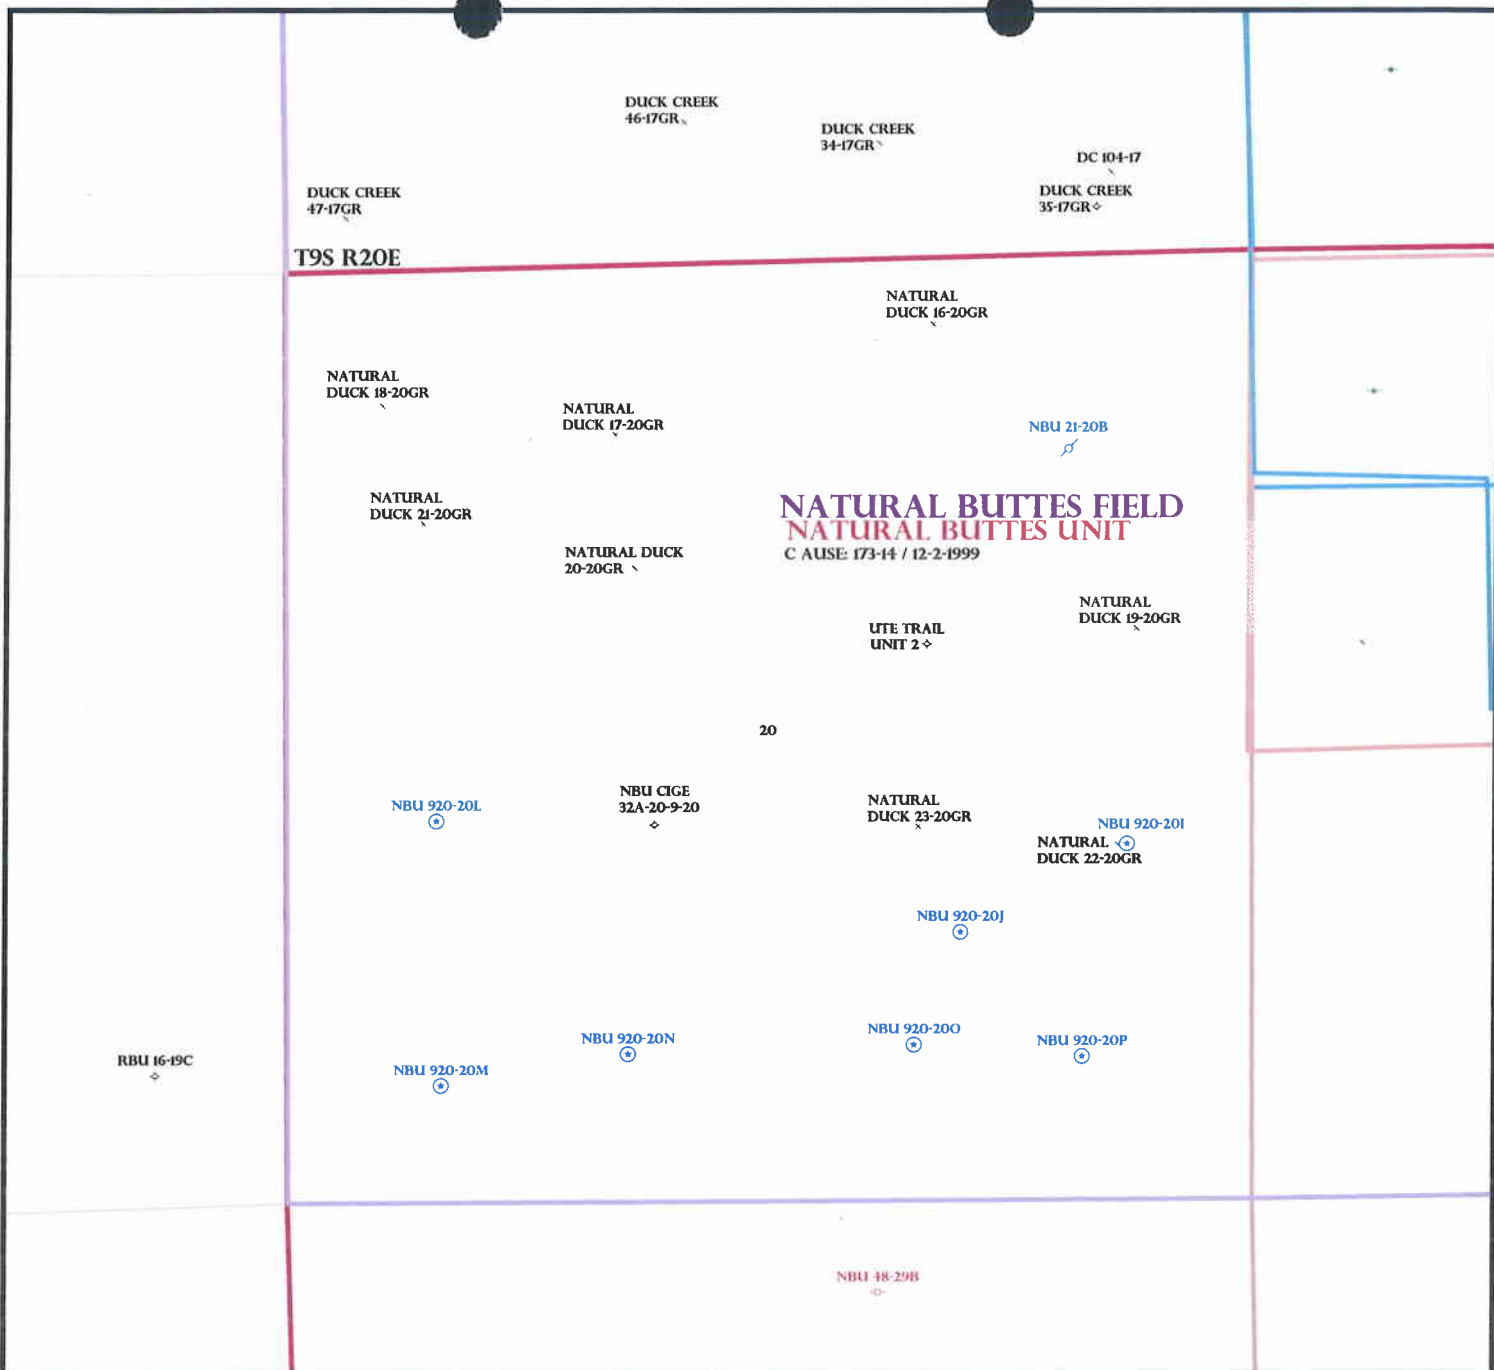 DUCK CREEK
46-17GR
DUCK CREEK
34-17GR
DC 104-17
DUCK CREEK
47-17GR
DUCK CREEK
35-17GR
T9S R20E
NATURAL
DUCK 16-20GR
NATURAL
DUCK 18-20GR
NATURAL
DUCK 17-20GR
NBU 21-20B
NATURAL
DUCK 21-20GR
NATURAL BUTTES FIELD
NATURAL BUTTES UNIT
C AUSE: 173-14 / 12-2-1999
NATURAL DUCK
20-20GR
NATURAL
DUCK 19-20GR
UTE TRAIL
UNIT 2
20
NBU 920-20L
NBU CIGE
32A-20-9-20
NATURAL
DUCK 23-20GR
NBU 920-20I
NATURAL
DUCK 22-20GR
NBU 920-20J
NBU 920-20N
NBU 920-20O
NBU 920-20P
RBU 16-19C
NBU 920-20M
NBU 48-29B